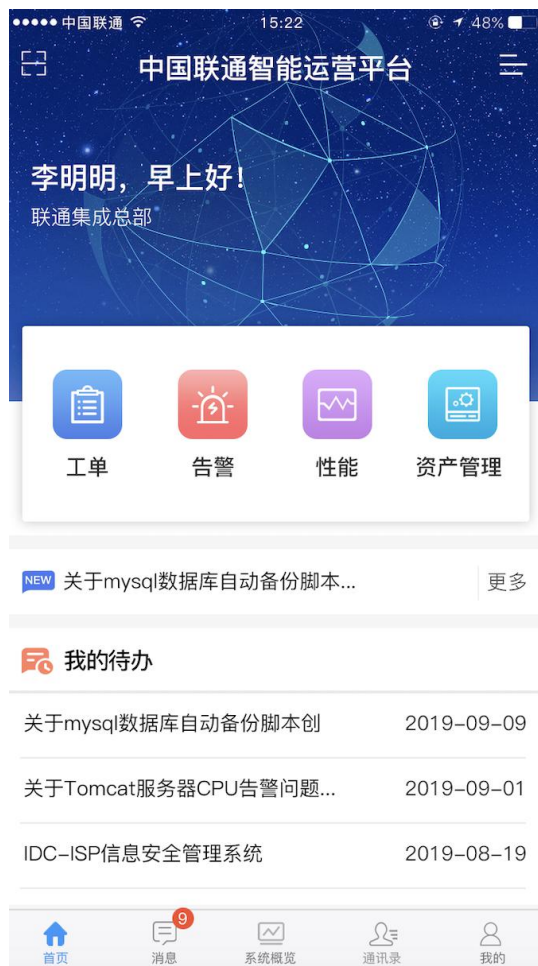 中国联通 15:22 48%
中国联通智能运营平台
李明明，早上好！
联通集成总部
工单 告警 性能 资产管理
NEW 关于mysql数据库自动备份脚本... 更多
我的待办
关于mysql数据库自动备份脚本创 2019-09-09
关于Tomcat服务器CPU告警问题... 2019-09-01
IDC-ISP信息安全管理系统 2019-08-19
9
首页 消息 系统概览 通讯录 我的